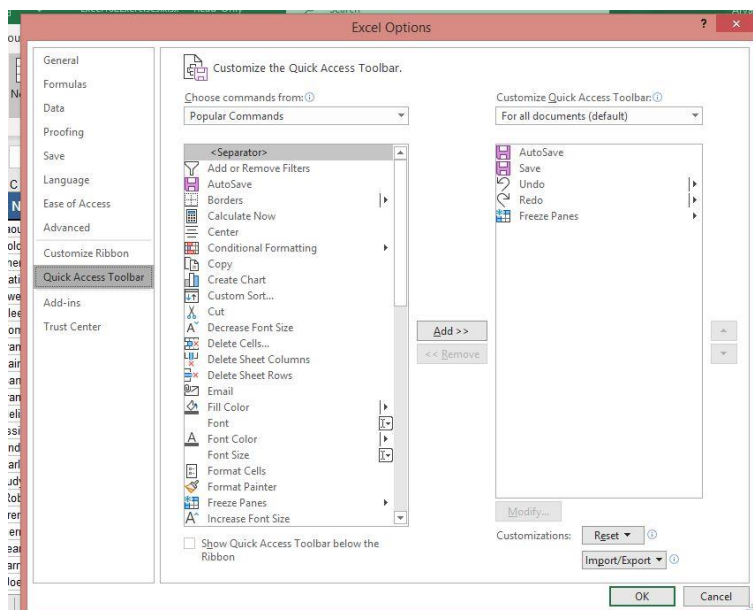 Excel Options
?
General
Formulas
Data
Proofing
Save
Language
Ease of Access
Advanced
Customize Ribbon
Quick Access Toolbar
Add-ins
Trust Center
Customize the Quick Access Toolbar.
Choose commands from:
Popular Commands
<Separator>
Add or Remove Filters
AutoSave
Borders
Calculate Now
Center
Conditional Formatting
Copy
Create Chart
Custom Sort...
Cut
Decrease Font Size
Delete Cells...
Delete Sheet Columns
Delete Sheet Rows
Email
Fill Color
Font
Font Color
Font Size
Format Cells
Format Painter
Freeze Panes
Increase Font Size
Show Quick Access Toolbar below the
Ribbon
Add >>
<< Remove
Customize Quick Access Toolbar:
For all documents (default)
AutoSave
Save
Undo
Redo
Freeze Panes
Modify...
Customizations:
Reset
Import/Export
OK
Cancel